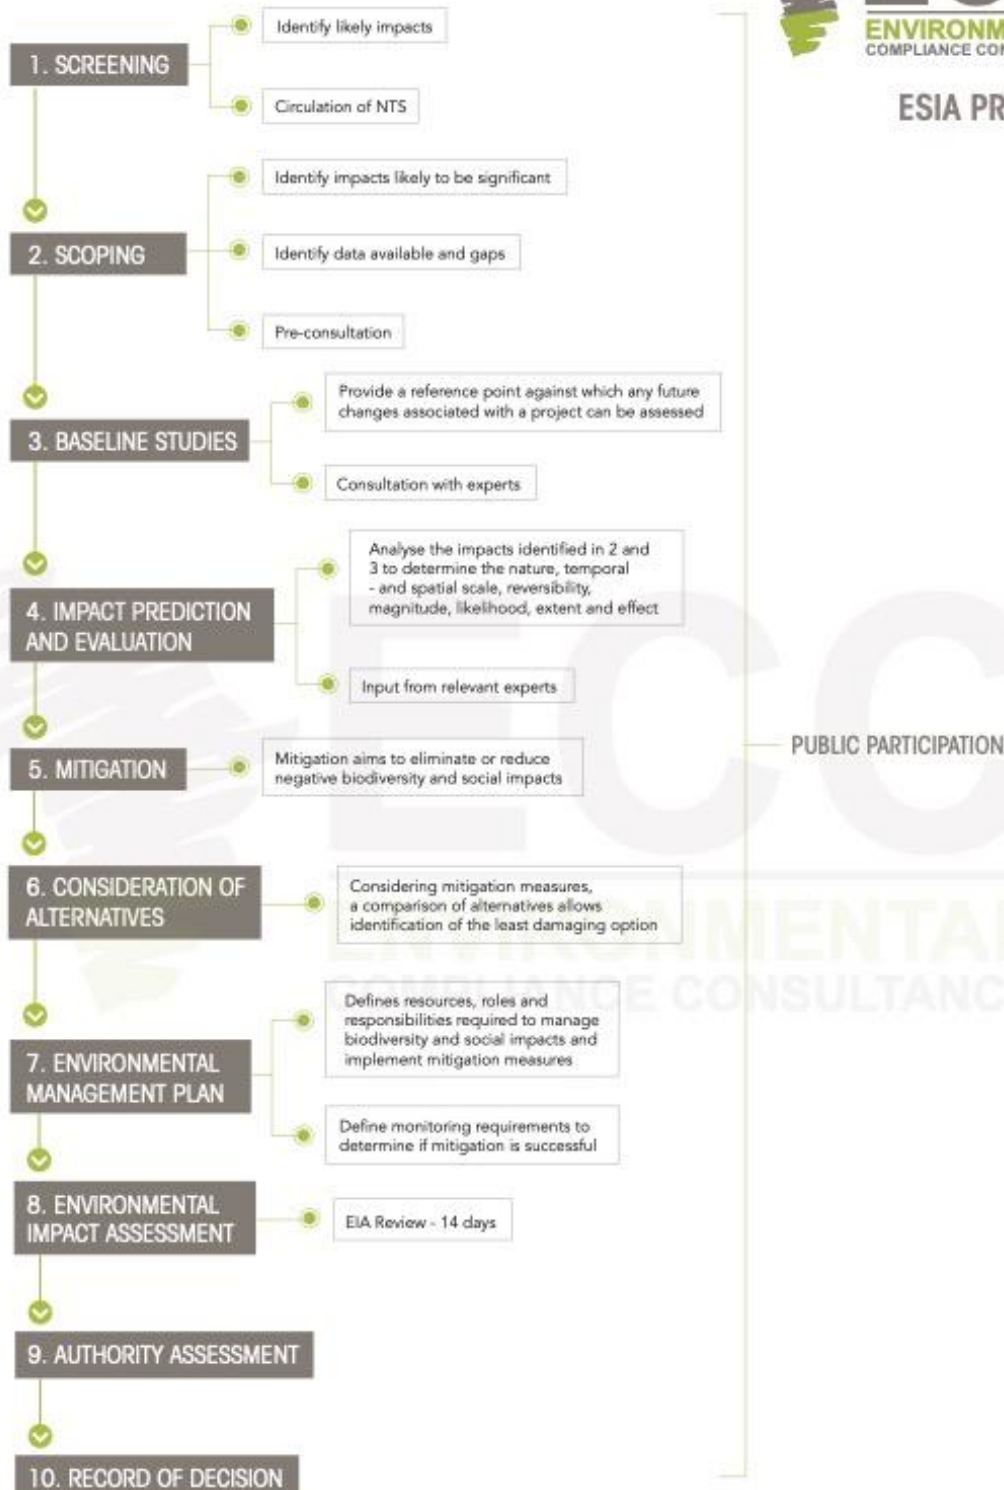 ENVIRONM
COMPLIANCE CON
ESIA PR
1. SCREENING
Identify likely impacts
Circulation of NTS
2. SCOPING
Identify impacts likely to be significant
Identify data available and gaps
Pre-consultation
3. BASELINE STUDIES
Provide a reference point against which any future
changes associated with a project can be assessed
Consultation with experts
4. IMPACT PREDICTION
AND EVALUATION
Analyse the impacts identified in 2 and
3 to determine the nature, temporal
- and spatial scale, reversibility,
magnitude, likelihood, extent and effect
Input from relevant experts
5. MITIGATION
Mitigation aims to eliminate or reduce
negative biodiversity and social impacts
PUBLIC PARTICIPATION
6. CONSIDERATION OF
ALTERNATIVES
Considering mitigation measures,
a comparison of alternatives allows
identification of the least damaging option
7. ENVIRONMENTAL
MANAGEMENT PLAN
Defines resources, roles and
responsibilities required to manage
biodiversity and social impacts and
implement mitigation measures
Define monitoring requirements to
determine if mitigation is successful
8. ENVIRONMENTAL
IMPACT ASSESSMENT
EIA Review - 14 days
9. AUTHORITY ASSESSMENT
10. RECORD OF DECISION
ECC
ENVIRONMENTA
COMPLIANCE CONSULTANC